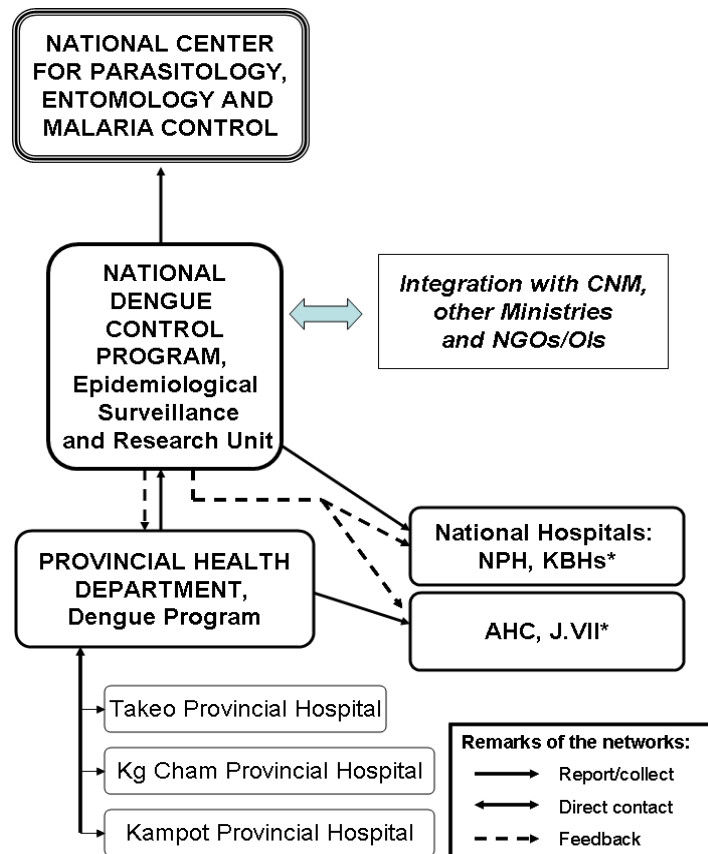 NATIONAL CENTER
FOR PARASITOLOGY,
ENTOMOLOGY AND
MALARIA CONTROL
NATIONAL
DENGUE
CONTROL
PROGRAM,
Epidemiological
Surveillance
and Research Unit
Integration with CNM,
other Ministries
and NGOs/OIs
PROVINCIAL HEALTH
DEPARTMENT,
Dengue Program
National Hospitals:
NPH, KBHs*
AHC, J.VII*
Takeo Provincial Hospital
Kg Cham Provincial Hospital
Kampot Provincial Hospital
Remarks of the networks:
Report/collect
Direct contact
Feedback